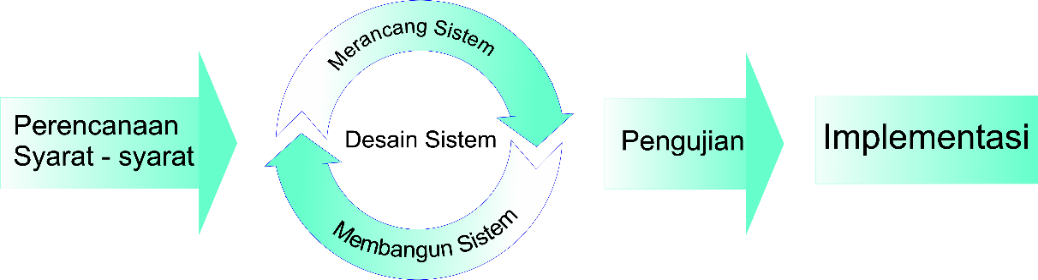 Perencanaan
Syarat - syarat
Merancang Sistem
Desain Sistem
Membangun Sistem
Pengujian
Implementasi